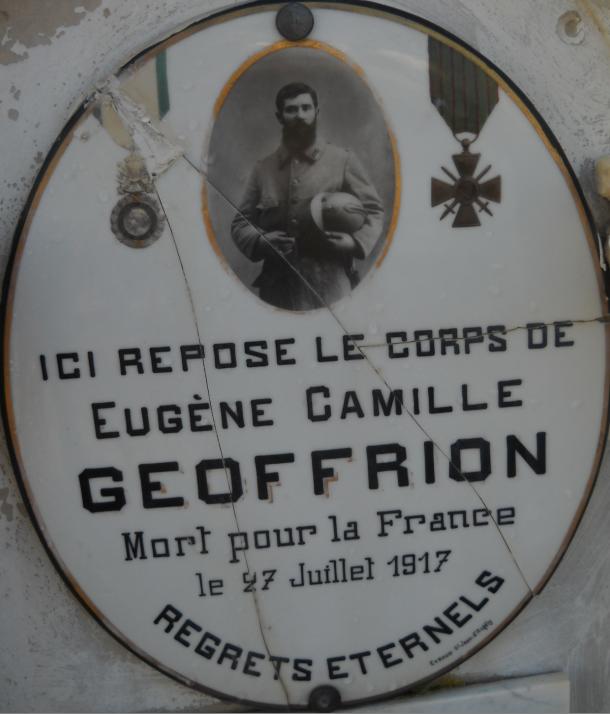 ICI REPOSE LE CORPS DE
EUGÈNE CAMILLE
GEOFFRION
Mort pour la France
le 27 Juillet 1917
REGRETS ETERNELS